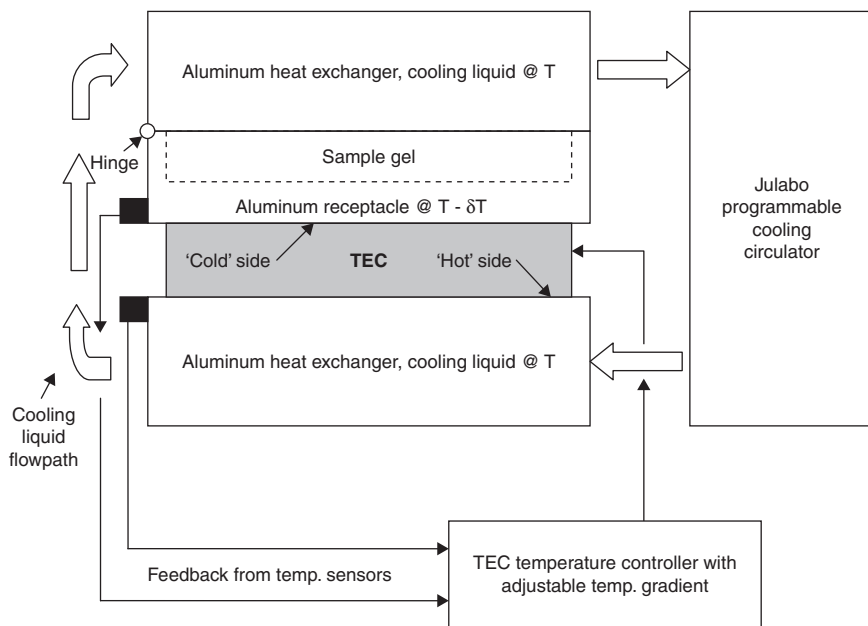 Aluminum heat exchanger, cooling liquid @ T
Hinge
Sample gel
Aluminum receptacle @ T - δT
'Cold' side
TEC
'Hot' side
Aluminum heat exchanger, cooling liquid @ T
Julabo
programmable
cooling
circulator
Cooling
liquid
flowpath
Feedback from temp. sensors
TEC temperature controller with
adjustable temp. gradient